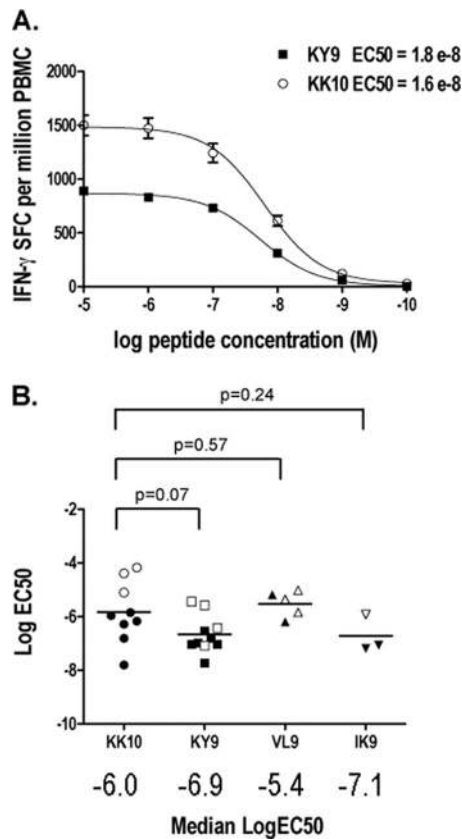 A.
KY9 EC50 = 1.8 e-8
KK10 EC50 = 1.6 e-8
IFN-γ SFC per million PBMC
2000
1500
1000
500
0
-5 -6 -7 -8 -9 -10
log peptide concentration (M)
B.
p=0.24
p=0.57
p=0.07
Log EC50
-2
-4
-6
-8
-10
KK10 KY9 VL9 IK9
-6.0 -6.9 -5.4 -7.1
Median LogEC50